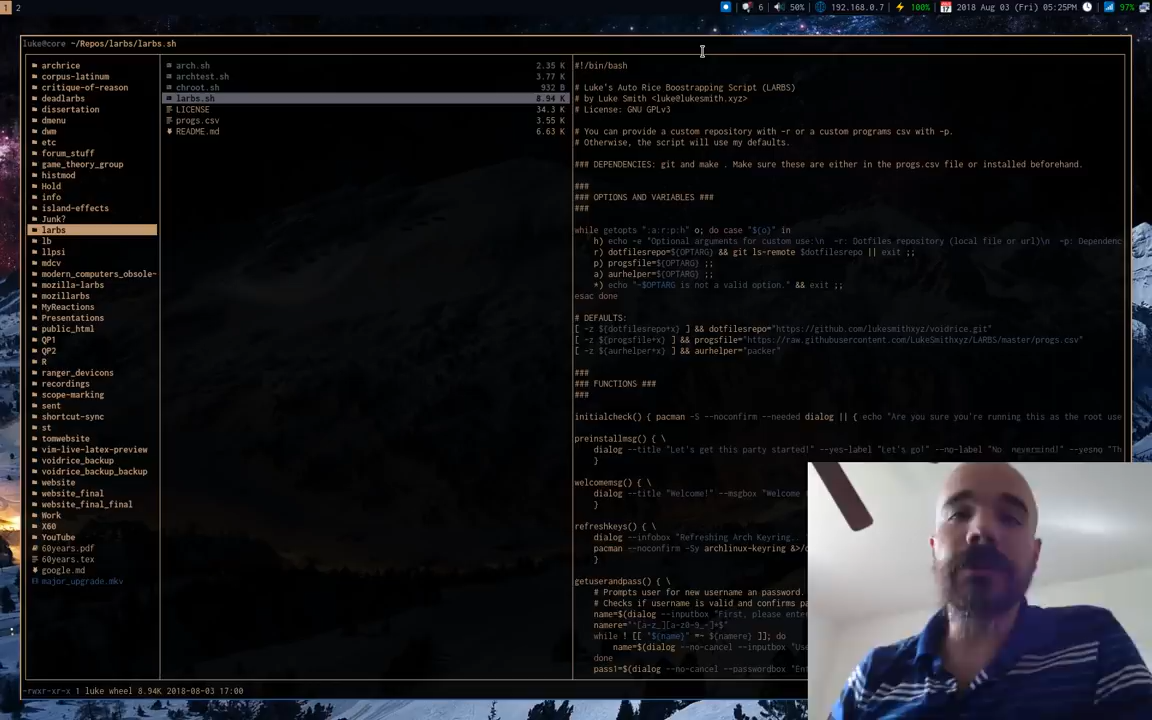 1 2 6 50% 192.168.0.7 100% 17 2018 Aug 03 (Fri) 05:25PM 97%
luke@core ~/Repos/larbs/larbs.sh
archrice
corpus-latinum
critique-of-reason
deadlarbs
dissertation
dmenu
dwm
etc
forum_stuff
game_theory_group
histmod
Hold
info
island-effects
Junk?
larbs
lb
llpsi
mdcv
modern_computers_obsole~
mozilla-larbs
mozillarbs
MyReactions
Presentations
public_html
QP1
QP2
R
ranger_devicons
recordings
scope-marking
sent
shortcut-sync
st
tomwebsite
vim-live-latex-preview
voidrice_backup
voidrice_backup_backup
website
website_final
website_final_final
Work
X60
YouTube
60years.pdf
60years.tex
google.md
major_upgrade.mkv
arch.sh 2.35 K
archtest.sh 3.77 K
chroot.sh 932 B
larbs.sh 8.94 K
LICENSE 34.3 K
progs.csv 3.55 K
README.md 6.63 K
#!/bin/bash
# Luke's Auto Rice Boostrapping Script (LARBS)
# by Luke Smith <luke@lukesmith.xyz>
# License: GNU GPLv3
# You can provide a custom repository with -r or a custom programs csv with -p.
# Otherwise, the script will use my defaults.
### DEPENDENCIES: git and make . Make sure these are either in the progs.csv file or installed beforehand.
###
### OPTIONS AND VARIABLES ###
###
while getopts ":a:r:p:h" o; do case "${o}" in
h) echo -e "Optional arguments for custom use:\n -r: Dotfiles repository (local file or url)\n -p: Dependenc
r) dotfilesrepo=${OPTARG} && git ls-remote $dotfilesrepo || exit ;;
p) progsfile=${OPTARG} ;;
a) aurhelper=${OPTARG} ;;
*) echo "-$OPTARG is not a valid option." && exit ;;
esac done
# DEFAULTS:
[ -z ${dotfilesrepo+x} ] && dotfilesrepo="https://github.com/lukesmithxyz/voidrice.git"
[ -z ${progsfile+x} ] && progsfile="https://raw.githubusercontent.com/LukeSmithxyz/LARBS/master/progs.csv"
[ -z ${aurhelper+x} ] && aurhelper="packer"
###
### FUNCTIONS ###
###
initialcheck() { pacman -S --noconfirm --needed dialog || { echo "Are you sure you're running this as the root use
preinstallmsg() { \
dialog --title "Let's get this party started!" --yes-label "Let's go!" --no-label "No, nevermind!" --yesno "Th
}
welcomemsg() { \
dialog --title "Welcome!" --msgbox "Welcome
}
refreshkeys() { \
dialog --infobox "Refreshing Arch Keyring..
pacman --noconfirm -Sy archlinux-keyring &>/
}
getuserandpass() { \
# Prompts user for new username an password.
# Checks if username is valid and confirms pa
name=$(dialog --inputbox "First, please ente
namere="^[a-z_][a-z0-9_-]*$"
while ! [[ "${name}" =~ ${namere} ]]; do
name=$(dialog --no-cancel --inputbox "Use
done
pass1=$(dialog --no-cancel --passwordbox "Ent
-rwxr-xr-x 1 luke wheel 8.94K 2018-08-03 17:00